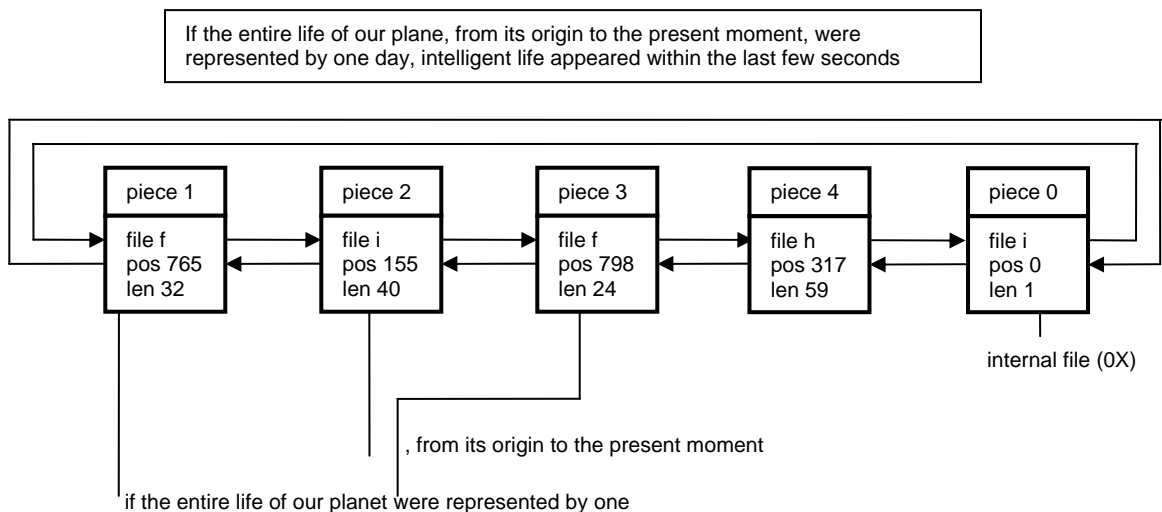 If the entire life of our plane, from its origin to the present moment, were
represented by one day, intelligent life appeared within the last few seconds
piece 1
piece 2
piece 3
piece 4
piece 0
file f
pos 765
len 32
file i
pos 155
len 40
file f
pos 798
len 24
file h
pos 317
len 59
file i
pos 0
len 1
internal file (0X)
, from its origin to the present moment
if the entire life of our planet were represented by one